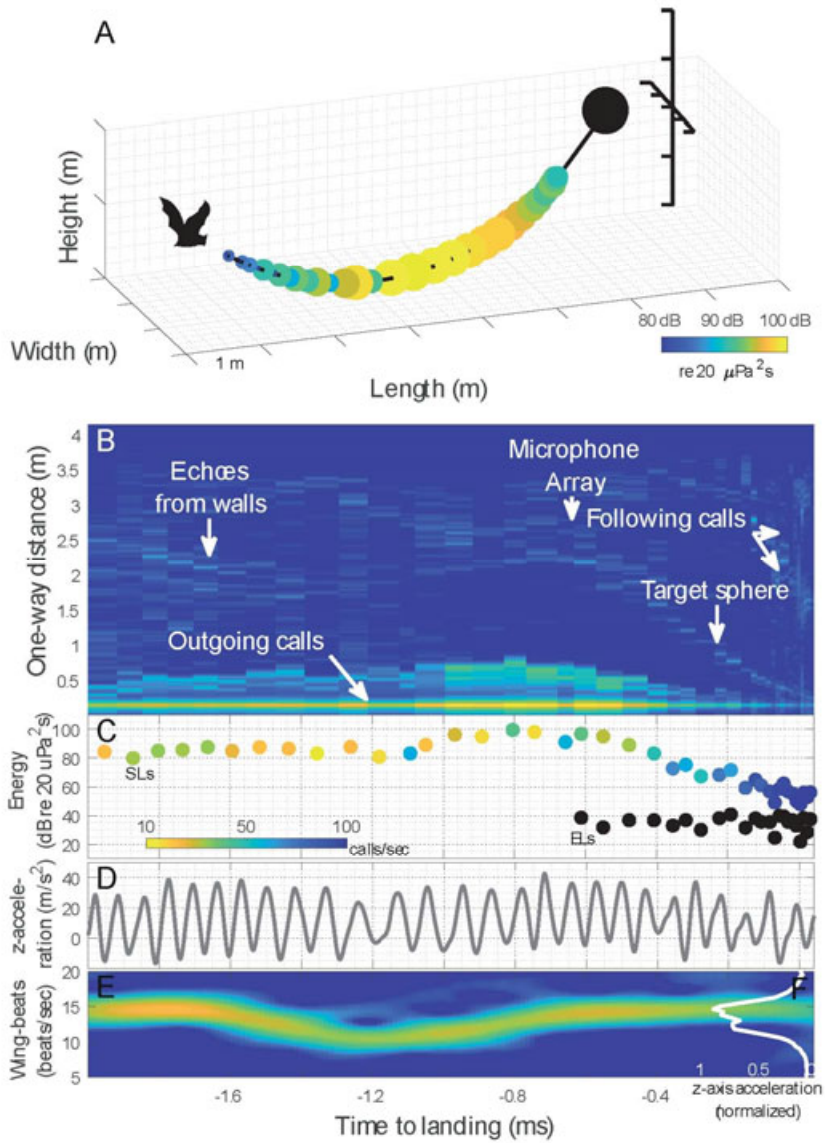 A
Height (m)
Width (m)
1 m
Length (m)
80 dB 90 dB 100 dB
re 20 μPa²s
B
One-way distance (m)
4
3.5
3
2.5
2
1.5
1
0.5
Echoes
from walls
Microphone
Array
Following calls
Target sphere
Outgoing calls
C
Energy
(dB re 20 uPa²s)
100
80
60
40
20
SLs
10 50 100
calls/sec
ELs
D
z-accele-
ration (m/s²)
40
20
0
E
F
Wing-beats
(beats/sec)
20
15
10
5
1 0.5 0
z-axis acceleration
(normalized)
-1.6 -1.2 -0.8 -0.4
Time to landing (ms)